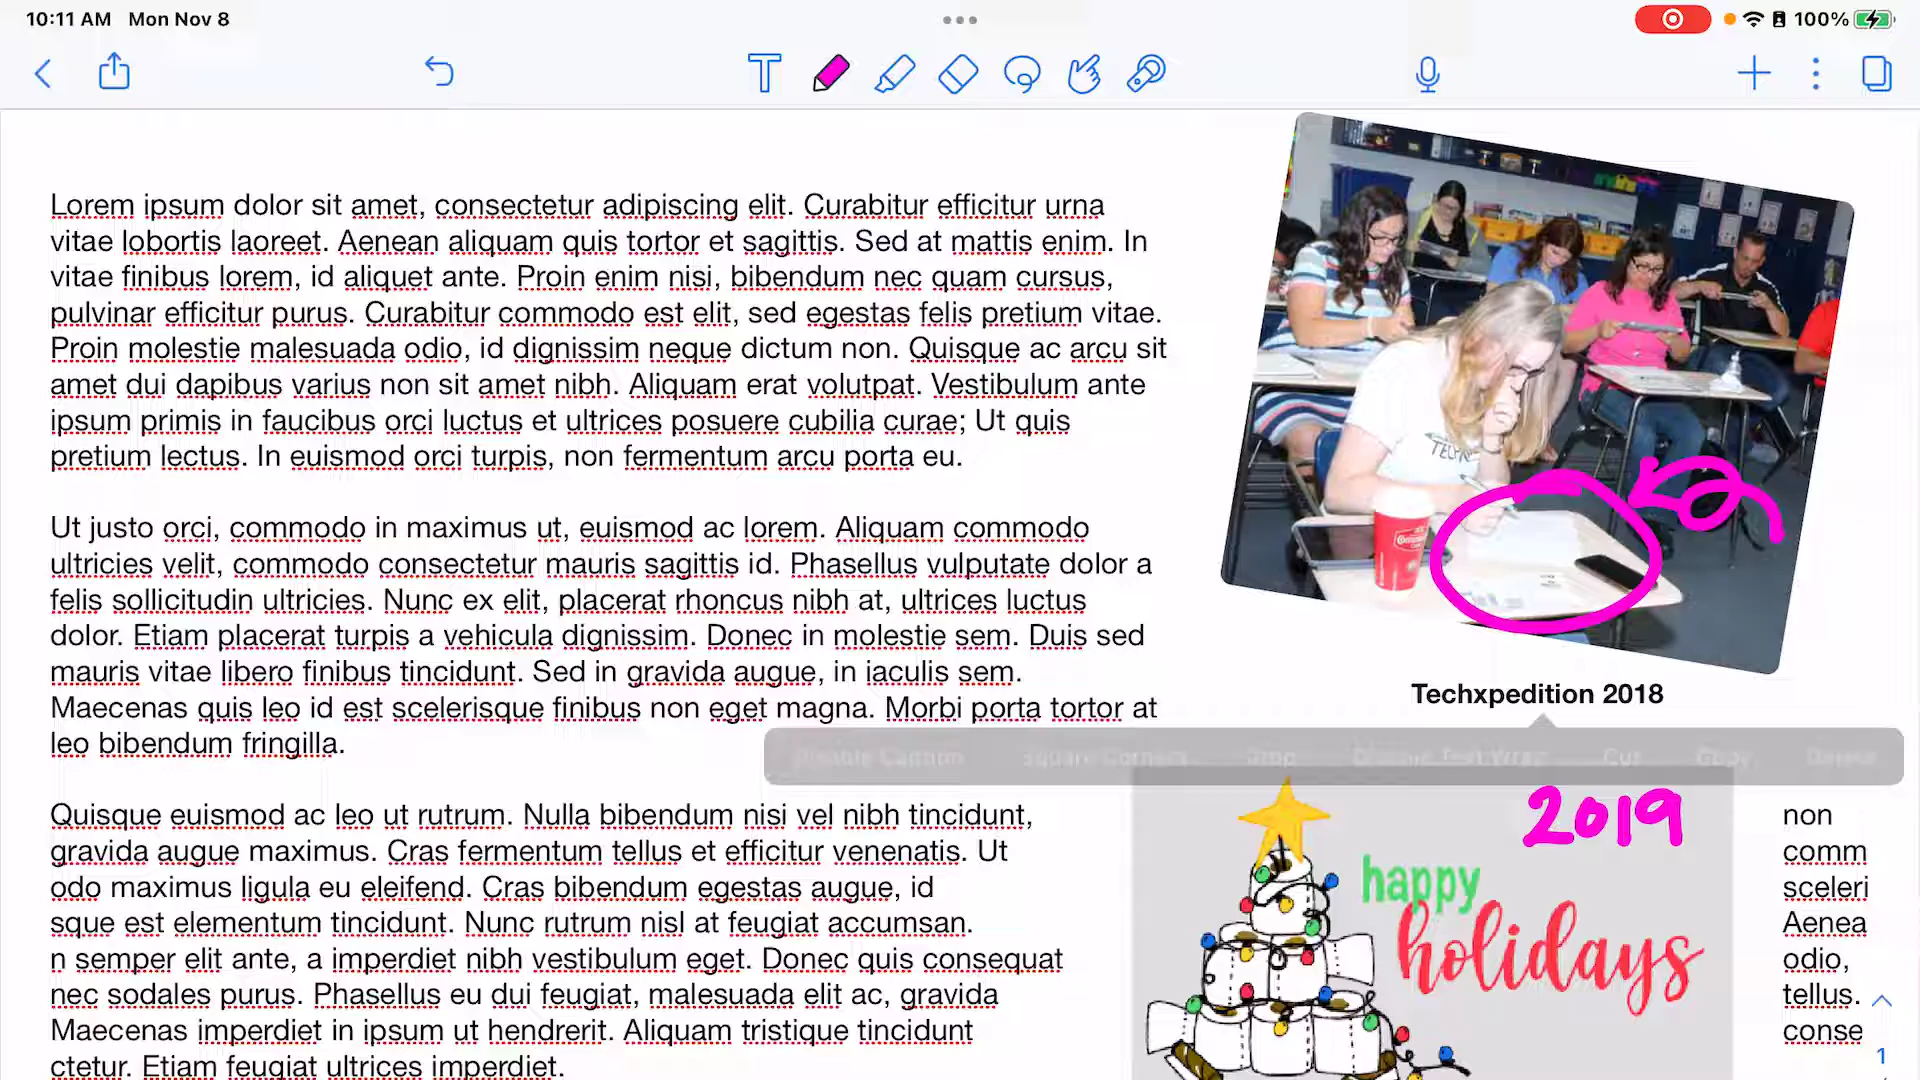 10:11 AM Mon Nov 8
100%
Lorem ipsum dolor sit amet, consectetur adipiscing elit. Curabitur efficitur urna
vitae lobortis laoreet. Aenean aliquam quis tortor et sagittis. Sed at mattis enim. In
vitae finibus lorem, id aliquet ante. Proin enim nisi, bibendum nec quam cursus,
pulvinar efficitur purus. Curabitur commodo est elit, sed egestas felis pretium vitae.
Proin molestie malesuada odio, id dignissim neque dictum non. Quisque ac arcu sit
amet dui dapibus varius non sit amet nibh. Aliquam erat volutpat. Vestibulum ante
ipsum primis in faucibus orci luctus et ultrices posuere cubilia curae; Ut quis
pretium lectus. In euismod orci turpis, non fermentum arcu porta eu.
Ut justo orci, commodo in maximus ut, euismod ac lorem. Aliquam commodo
ultricies velit, commodo consectetur mauris sagittis id. Phasellus vulputate dolor a
felis sollicitudin ultricies. Nunc ex elit, placerat rhoncus nibh at, ultrices luctus
dolor. Etiam placerat turpis a vehicula dignissim. Donec in molestie sem. Duis sed
mauris vitae libero finibus tincidunt. Sed in gravida augue, in iaculis sem.
Maecenas quis leo id est scelerisque finibus non eget magna. Morbi porta tortor at
leo bibendum fringilla.
Techxpedition 2018
Disable Caption Square Corners Crop Disable Text Wrap Cut Copy Delete
Quisque euismod ac leo ut rutrum. Nulla bibendum nisi vel nibh tincidunt, non
gravida augue maximus. Cras fermentum tellus et efficitur venenatis. Ut comm
odo maximus ligula eu eleifend. Cras bibendum egestas augue, id sceleri
sque est elementum tincidunt. Nunc rutrum nisl at feugiat accumsan. Aenea
n semper elit ante, a imperdiet nibh vestibulum eget. Donec quis consequat odio,
nec sodales purus. Phasellus eu dui feugiat, malesuada elit ac, gravida tellus.
Maecenas imperdiet in ipsum ut hendrerit. Aliquam tristique tincidunt conse
ctetur. Etiam feugiat ultrices imperdiet.
2019
happy
holidays
1